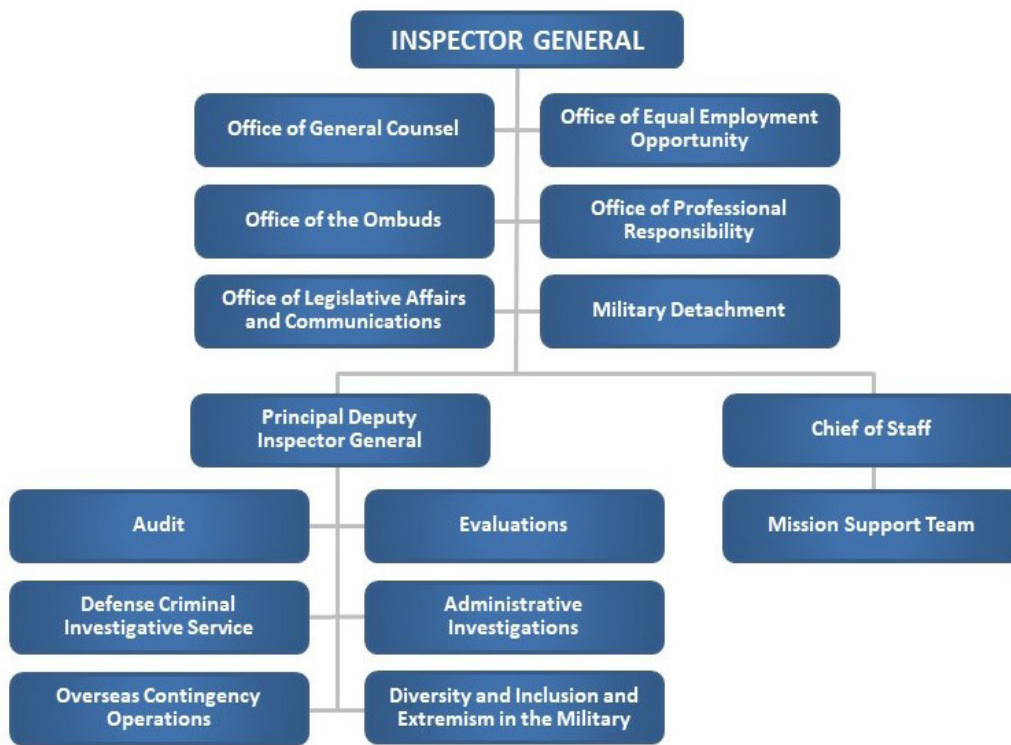 INSPECTOR GENERAL
Office of General Counsel
Office of Equal Employment
Opportunity
Office of the Ombuds
Office of Professional
Responsibility
Office of Legislative Affairs
and Communications
Military Detachment
Principal Deputy
Inspector General
Chief of Staff
Audit
Evaluations
Mission Support Team
Defense Criminal
Investigative Service
Administrative
Investigations
Overseas Contingency
Operations
Diversity and Inclusion and
Extremism in the Military